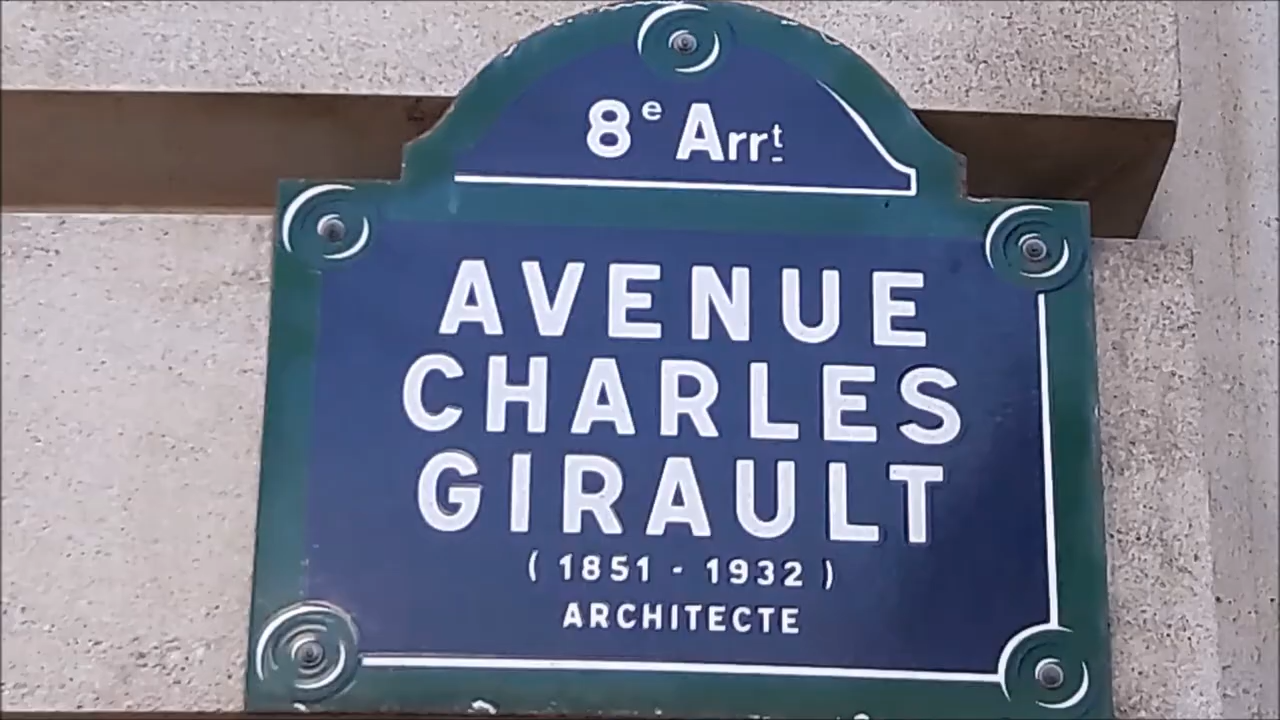 8e Arrt
AVENUE
CHARLES
GIRAULT
( 1851 - 1932 )
ARCHITECTE